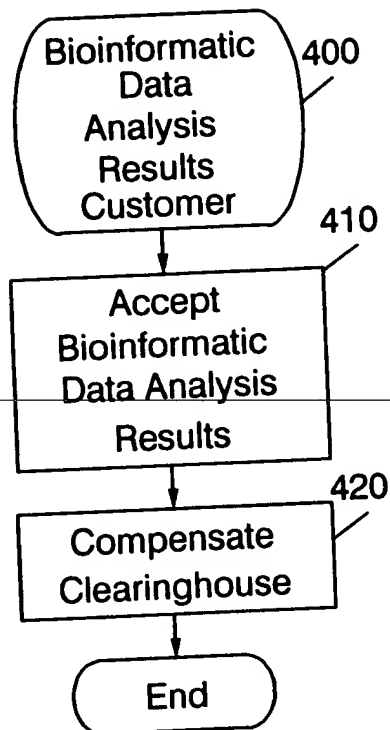 Bioinformatic
Data
Analysis
Results
Customer
400
410
Accept
Bioinformatic
Data Analysis
Results
420
Compensate
Clearinghouse
End